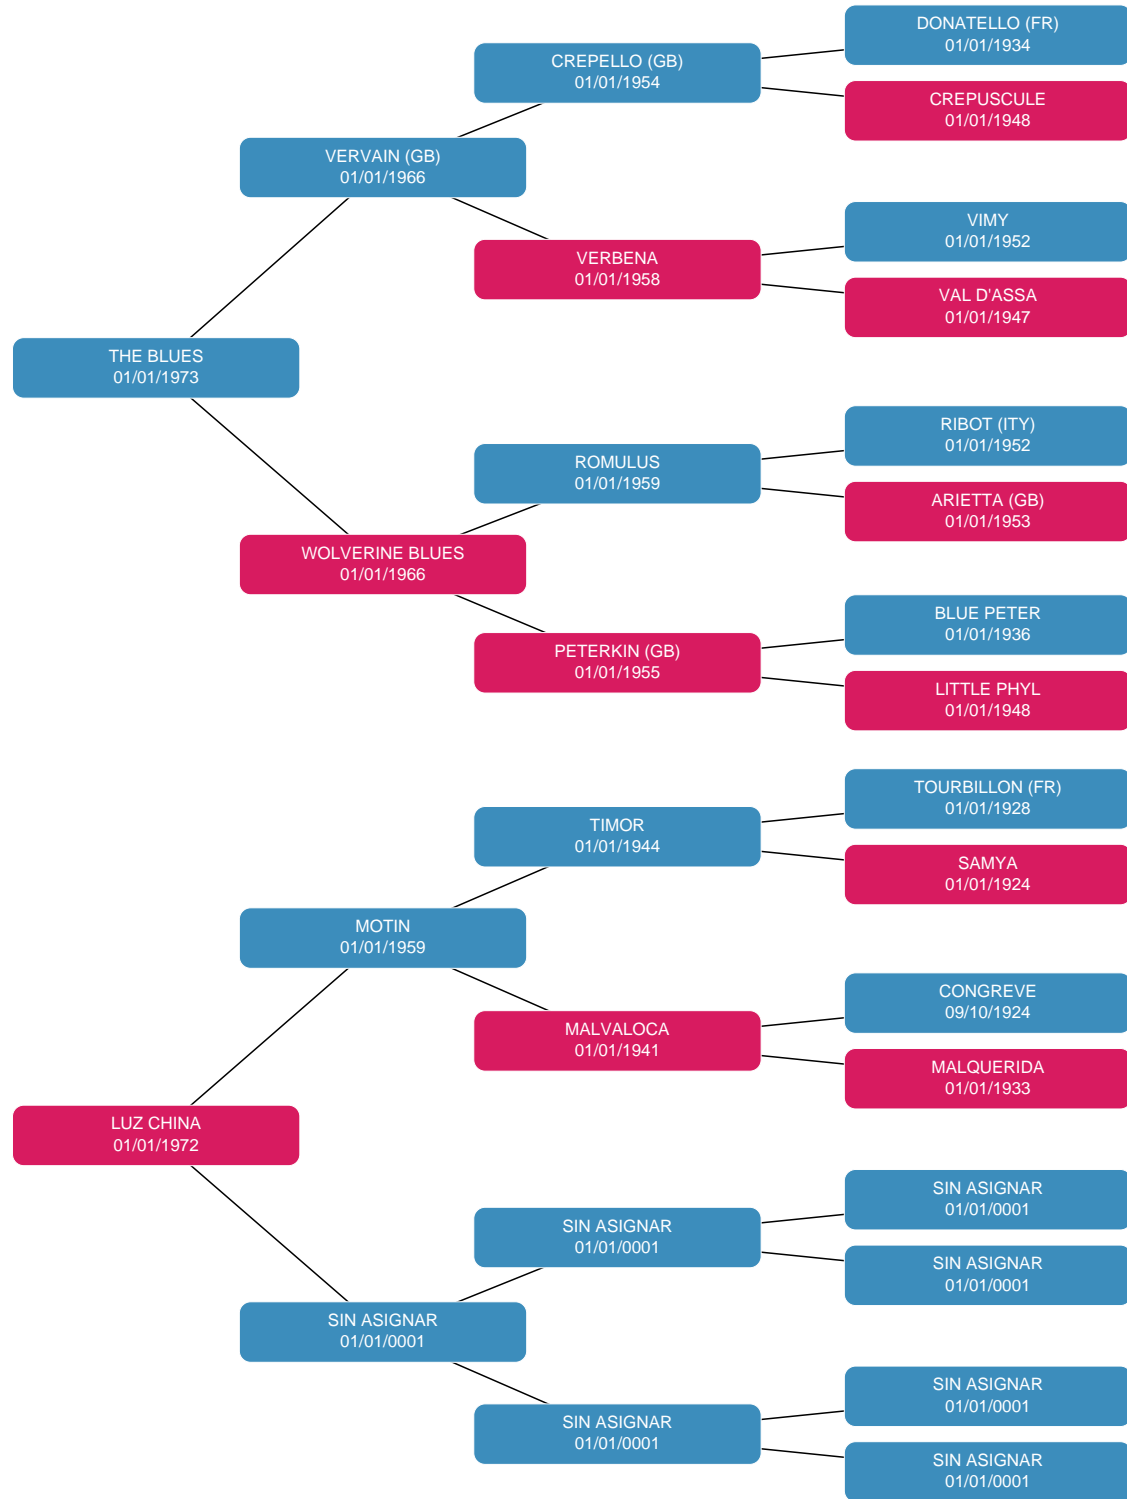 DONATELLO (FR)
01/01/1934
CREPELLO (GB)
01/01/1954
CREPUSCULE
01/01/1948
VERVAIN (GB)
01/01/1966
VIMY
01/01/1952
VERBENA
01/01/1958
VAL D'ASSA
01/01/1947
THE BLUES
01/01/1973
RIBOT (ITY)
01/01/1952
ROMULUS
01/01/1959
ARIETTA (GB)
01/01/1953
WOLVERINE BLUES
01/01/1966
BLUE PETER
01/01/1936
PETERKIN (GB)
01/01/1955
LITTLE PHYL
01/01/1948
TOURBILLON (FR)
01/01/1928
TIMOR
01/01/1944
SAMYA
01/01/1924
MOTIN
01/01/1959
CONGREVE
09/10/1924
MALVALOCA
01/01/1941
MALQUERIDA
01/01/1933
LUZ CHINA
01/01/1972
SIN ASIGNAR
01/01/0001
SIN ASIGNAR
01/01/0001
SIN ASIGNAR
01/01/0001
SIN ASIGNAR
01/01/0001
SIN ASIGNAR
01/01/0001
SIN ASIGNAR
01/01/0001
SIN ASIGNAR
01/01/0001